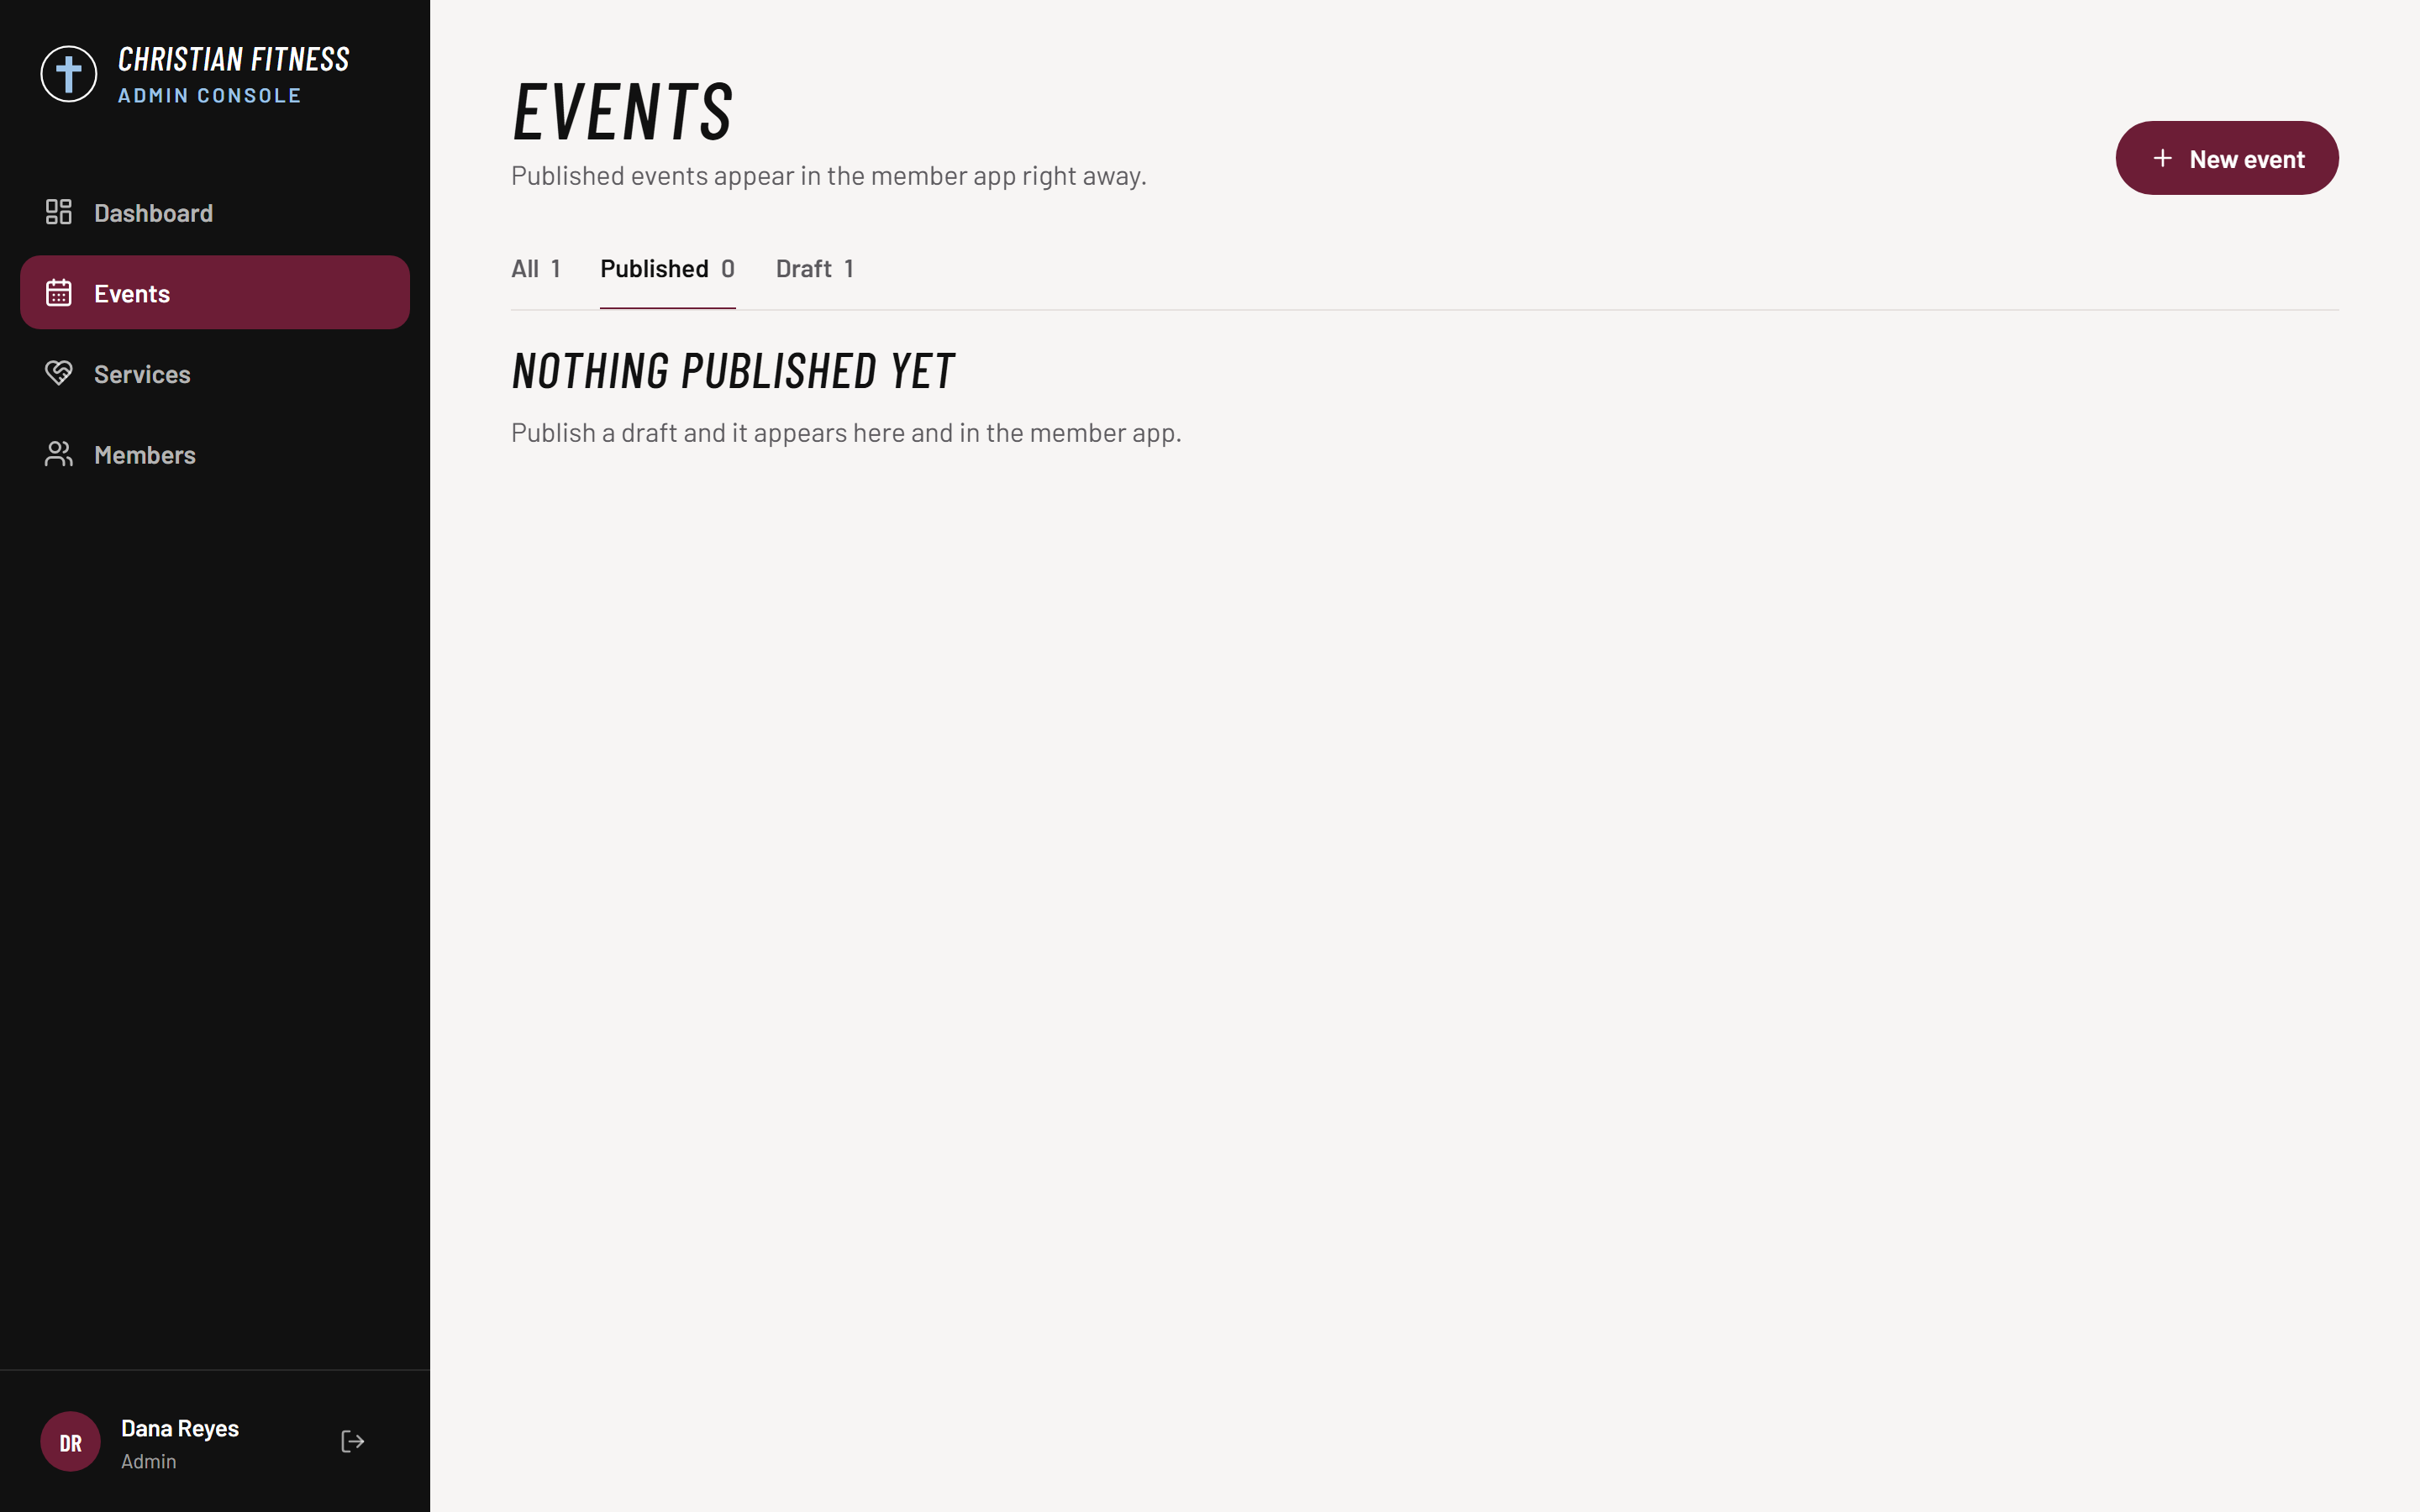 CHRISTIAN FITNESS
ADMIN CONSOLE
Dashboard
Events
Services
Members
DR
Dana Reyes
Admin
EVENTS
Published events appear in the member app right away.
New event
All 1 Published 0 Draft 1
NOTHING PUBLISHED YET
Publish a draft and it appears here and in the member app.